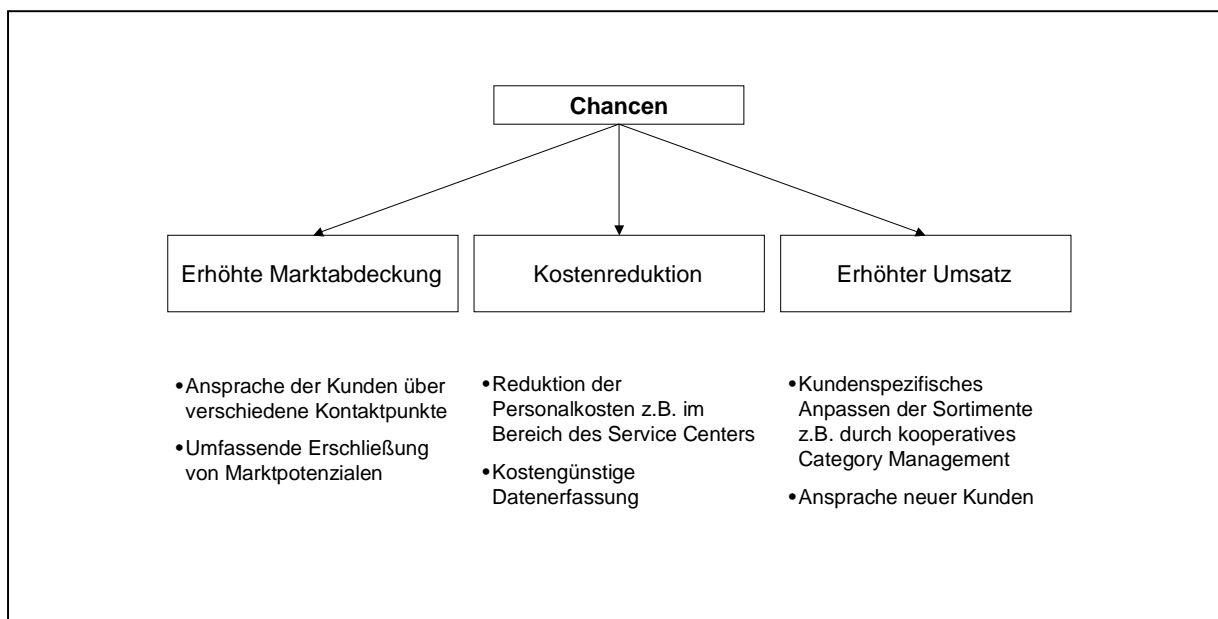 Chancen
Erhöhte Marktabdeckung
Kostenreduktion
Erhöhter Umsatz
•Ansprache der Kunden über
verschiedene Kontaktpunkte
•Umfassende Erschließung
von Marktpotenzialen
•Reduktion der
Personalkosten z.B. im
Bereich des Service Centers
•Kostengünstige
Datenerfassung
•Kundenspezifisches
Anpassen der Sortimente
z.B. durch kooperatives
Category Management
•Ansprache neuer Kunden